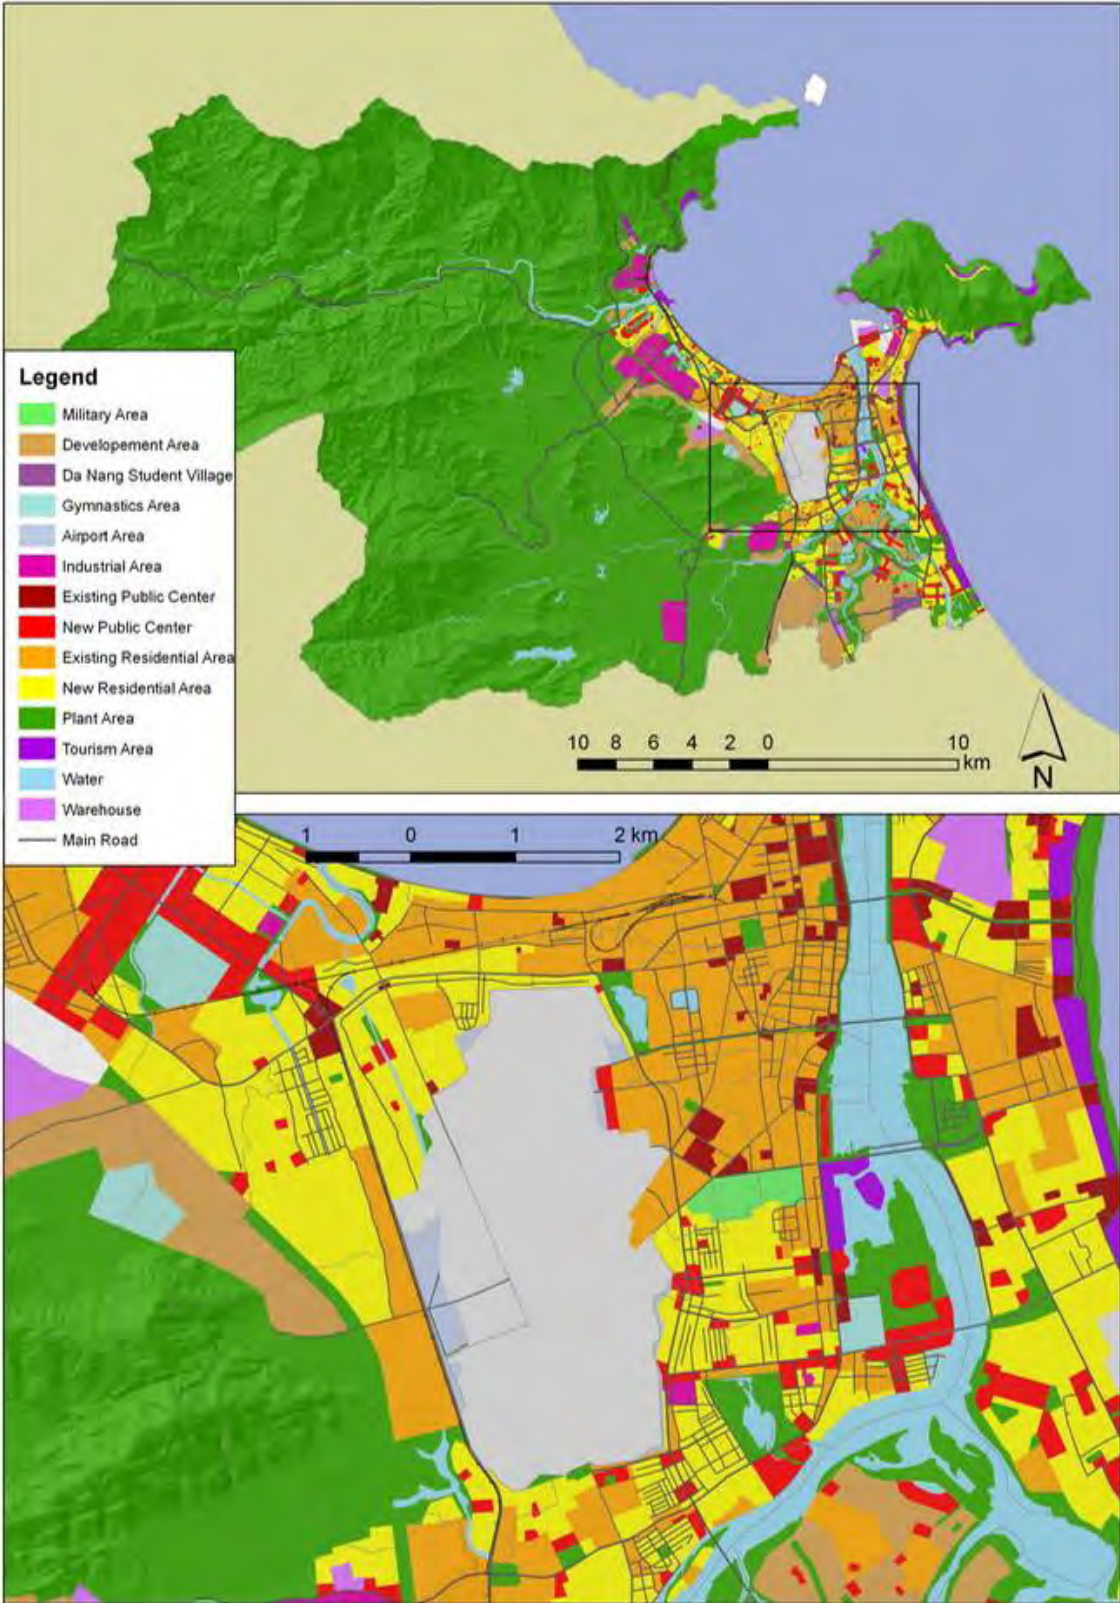 Legend
Military Area
Developement Area
Da Nang Student Village
Gymnastics Area
Airport Area
Industrial Area
Existing Public Center
New Public Center
Existing Residential Area
New Residential Area
Plant Area
Tourism Area
Water
Warehouse
Main Road
10 8 6 4 2 0 10
km
N
1 0 1 2 km